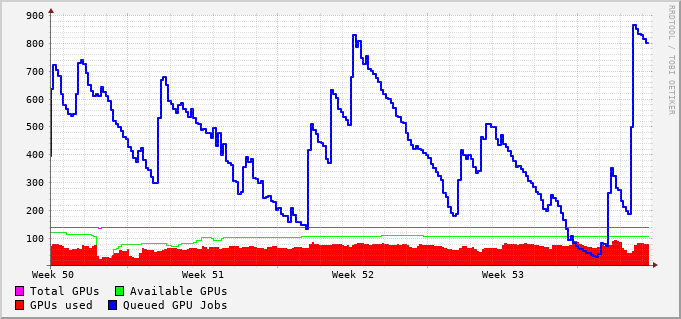 900
800
700
600
500
400
300
200
100
Week 50 Week 51 Week 52 Week 53
Total GPUs Available GPUs
GPUs used Queued GPU Jobs
RRDTOOL / TOBI OETIKER